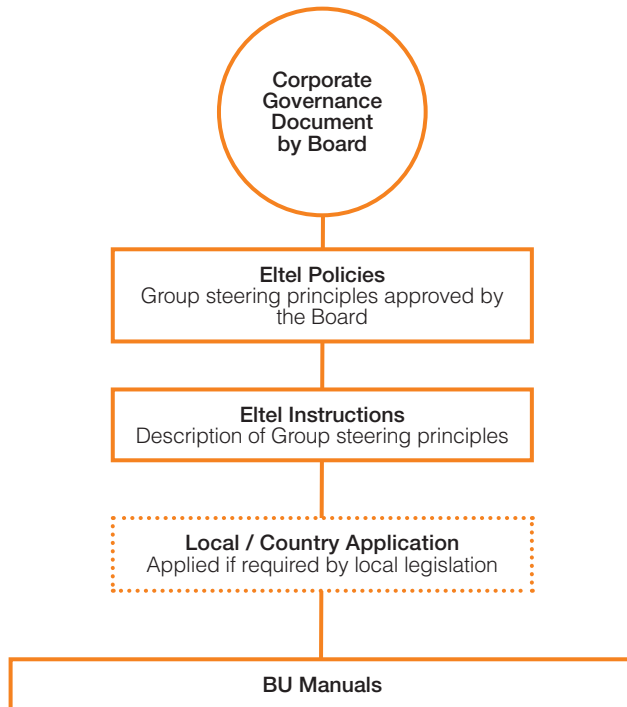 Corporate
Governance
Document
by Board
Eltel Policies
Group steering principles approved by
the Board
Eltel Instructions
Description of Group steering principles
Local / Country Application
Applied if required by local legislation
BU Manuals